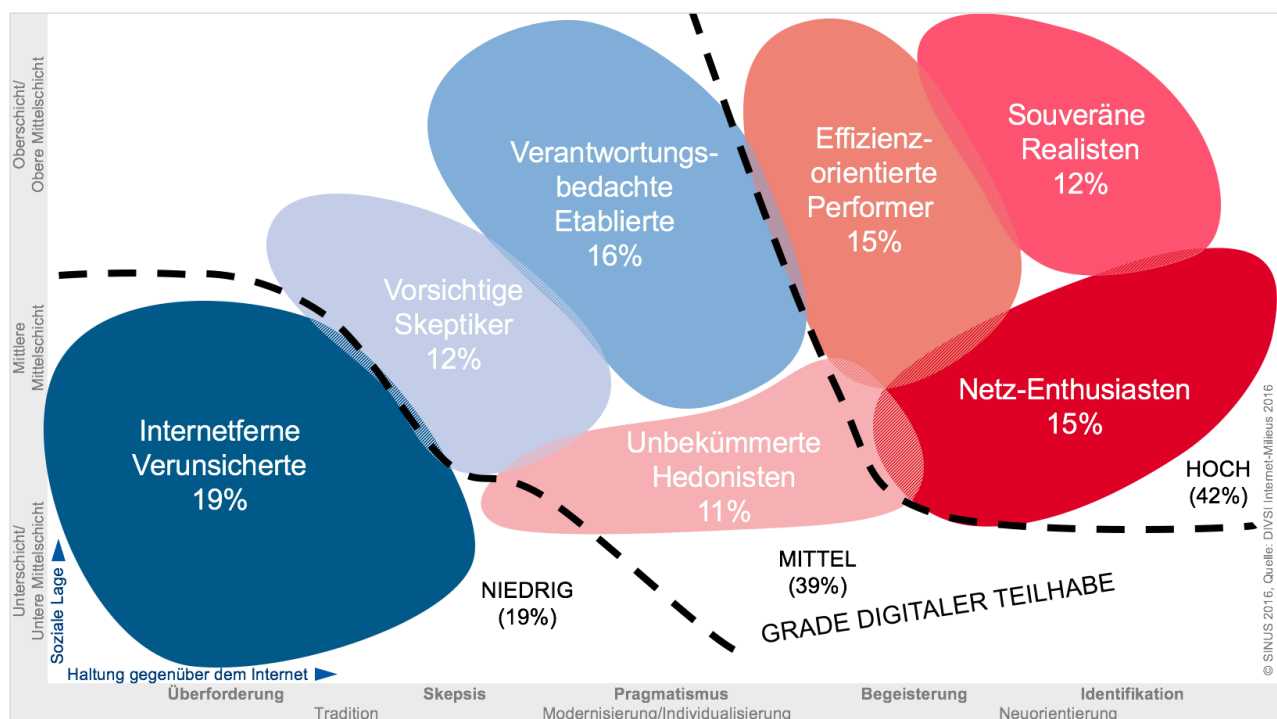 Oberschicht/
Obere Mittelschicht
Mittlere
Mittelschicht
Unterschicht/
Untere Mittelschicht
Soziale Lage
Verantwortungs-
bedachte
Etablierte
16%
Effizienz-
orientierte
Performer
15%
Souveräne
Realisten
12%
Vorsichtige
Skeptiker
12%
Internetferne
Verunsicherte
19%
Unbekümmerte
Hedonisten
11%
Netz-Enthusiasten
15%
HOCH
(42%)
MITTEL
(39%)
NIEDRIG
(19%)
GRADE DIGITALER TEILHABE
© SINUS 2016, Quelle: DIVSI Internet-Milieus 2016
Haltung gegenüber dem Internet
Überforderung Skepsis Pragmatismus Begeisterung Identifikation
Tradition Modernisierung/Individualisierung Neuorientierung